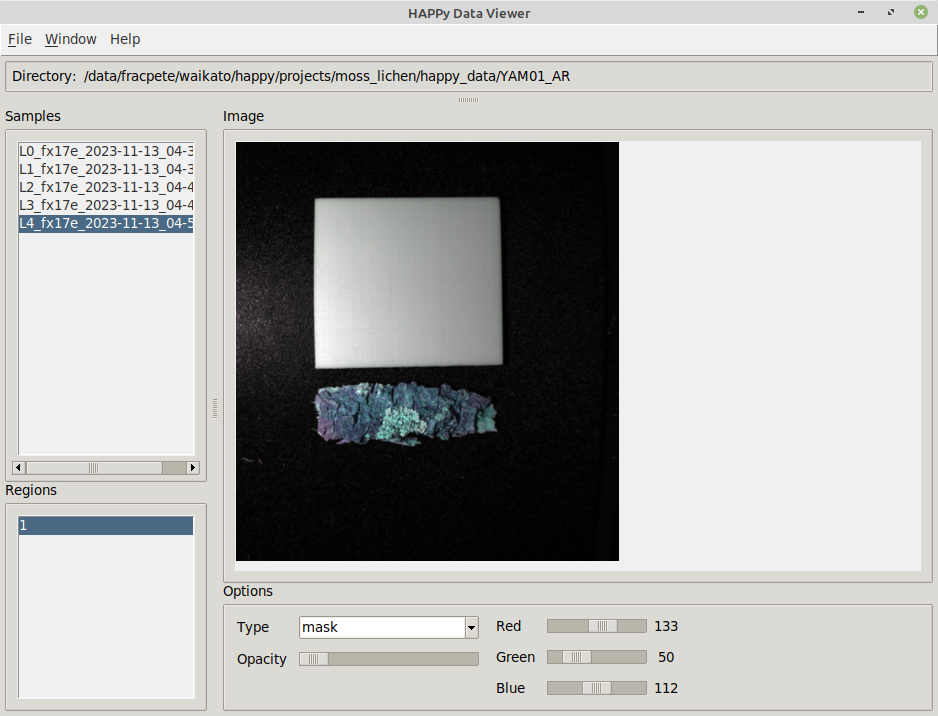 HAPPy Data Viewer
File Window Help
Directory: /data/fracpete/waikato/happy/projects/moss_lichen/happy_data/YAM01_AR
Samples
L0_fx17e_2023-11-13_04-3
L1_fx17e_2023-11-13_04-3
L2_fx17e_2023-11-13_04-4
L3_fx17e_2023-11-13_04-4
L4_fx17e_2023-11-13_04-5
Regions
1
Image
Options
Type mask
Opacity
Red 133
Green 50
Blue 112